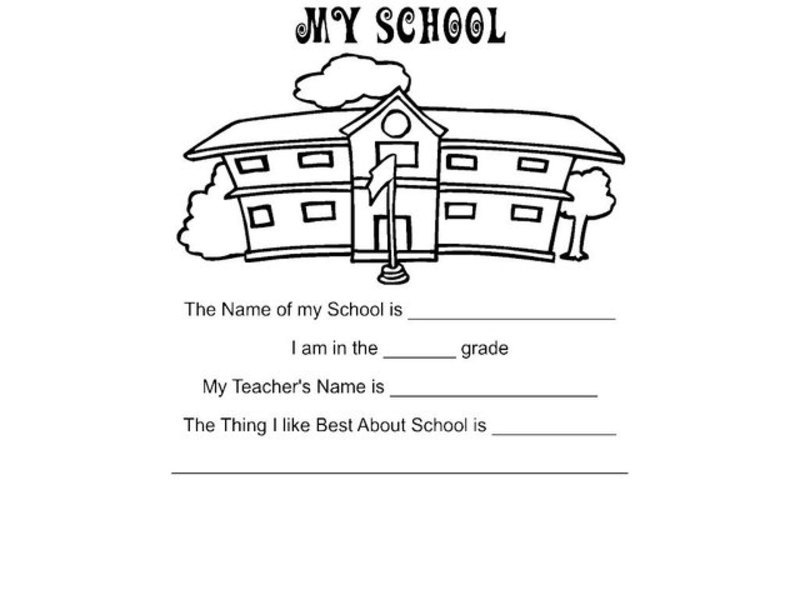 MY SCHOOL
The Name of my School is ____________________
I am in the _______ grade
My Teacher's Name is ____________________
The Thing I like Best About School is ____________
____________________________________________